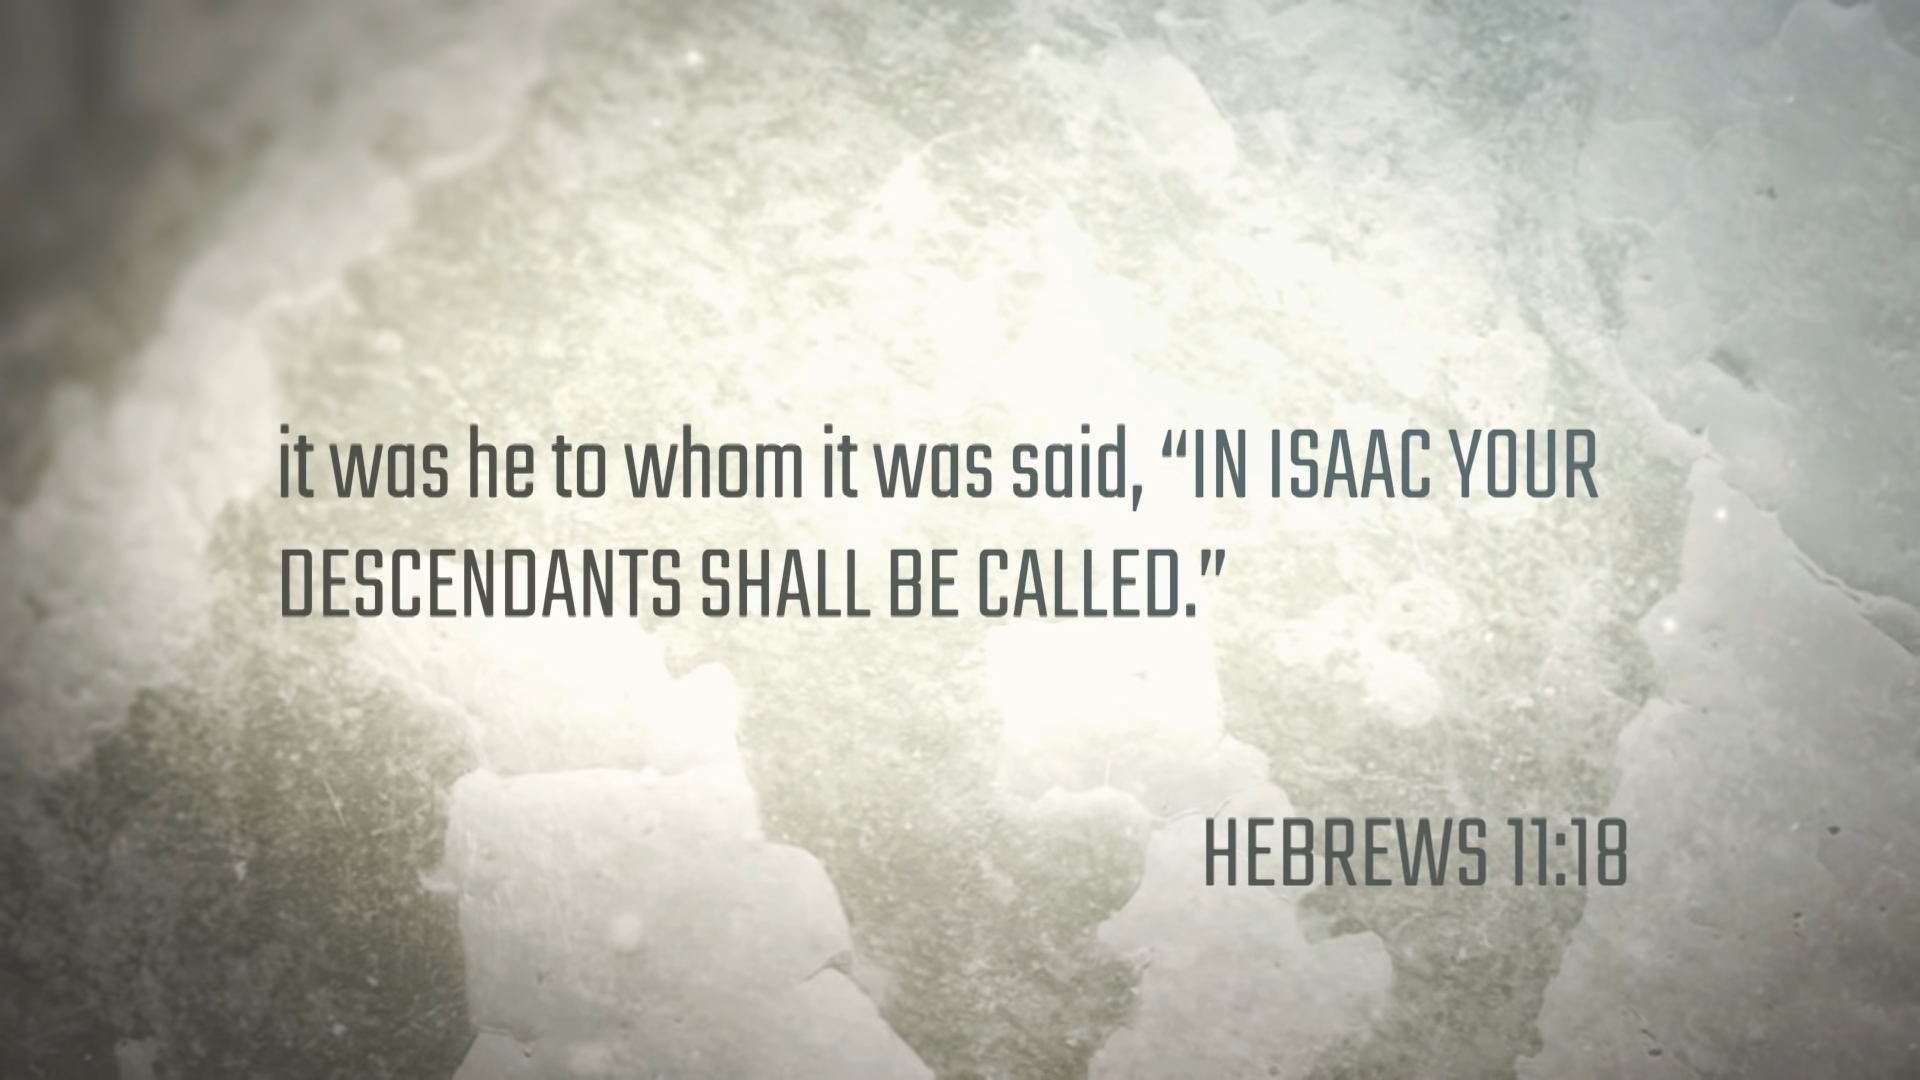 it was he to whom it was said, “IN ISAAC YOUR
DESCENDANTS SHALL BE CALLED.”
HEBREWS 11:18